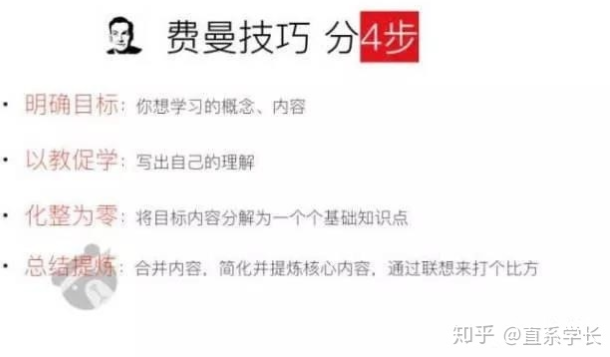 费曼技巧 分4步
• 明确目标：你想学习的概念、内容
• 以教促学：写出自己的理解
• 化整为零：将目标内容分解为一个个基础知识点
• 总结提炼：合并内容，简化并提炼核心内容，通过联想来打个比方
知乎 @直系学长